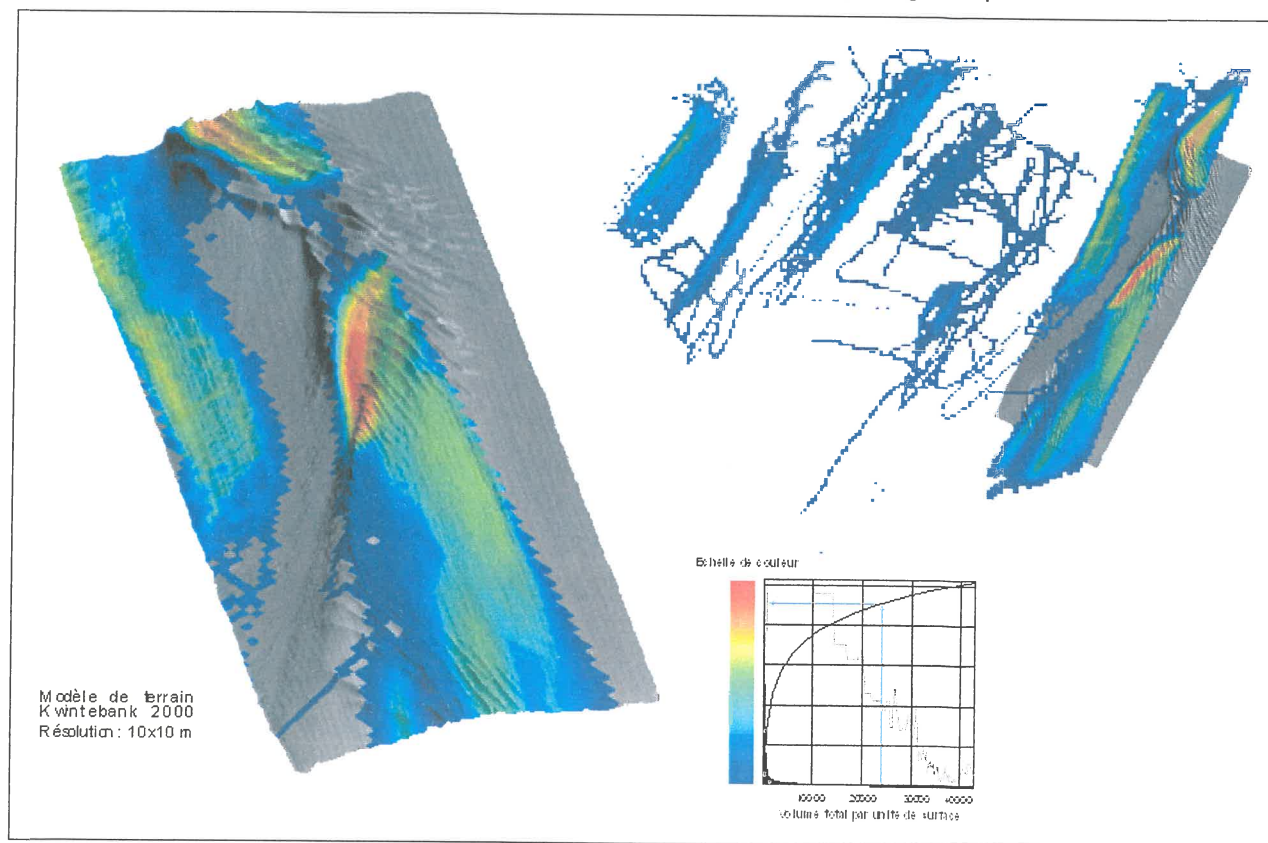 Modèle de terrain
Kwintebank 2000
Résolution: 10x10 m
Echelle de couleur
10000 20000 30000 40000
Volume total par unité de surface